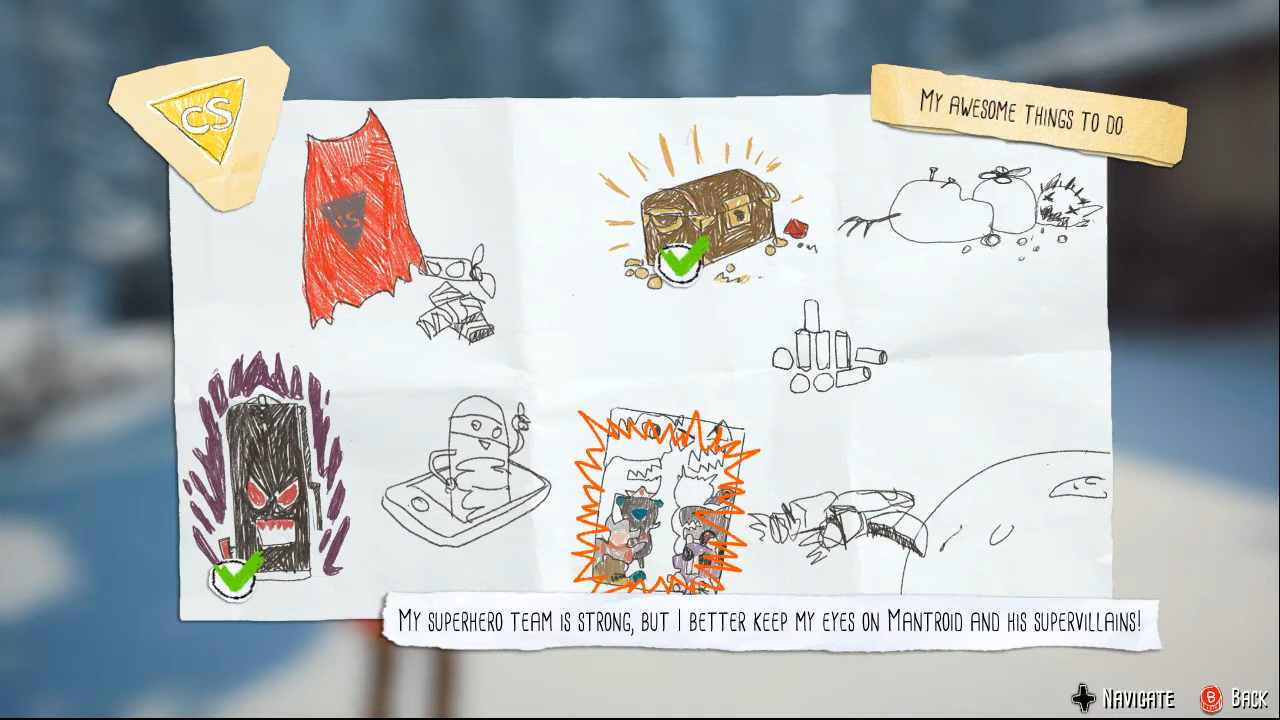 CS
MY AWESOME THINGS TO DO
CS
MY SUPERHERO TEAM IS STRONG, BUT I BETTER KEEP MY EYES ON MANTROID AND HIS SUPERVILLAINS!
NAVIGATE
B BACK